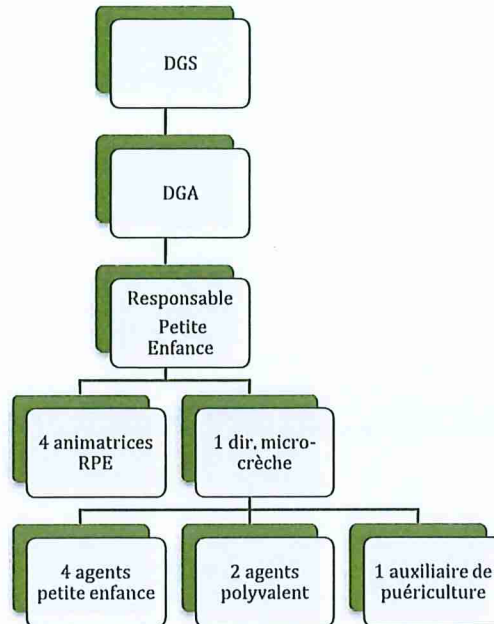 DGS
DGA
Responsable
Petite
Enfance
4 animatrices
RPE
1 dir, micro-
crèche
4 agents
petite enfance
2 agents
polyvalent
1 auxiliaire de
puériculture